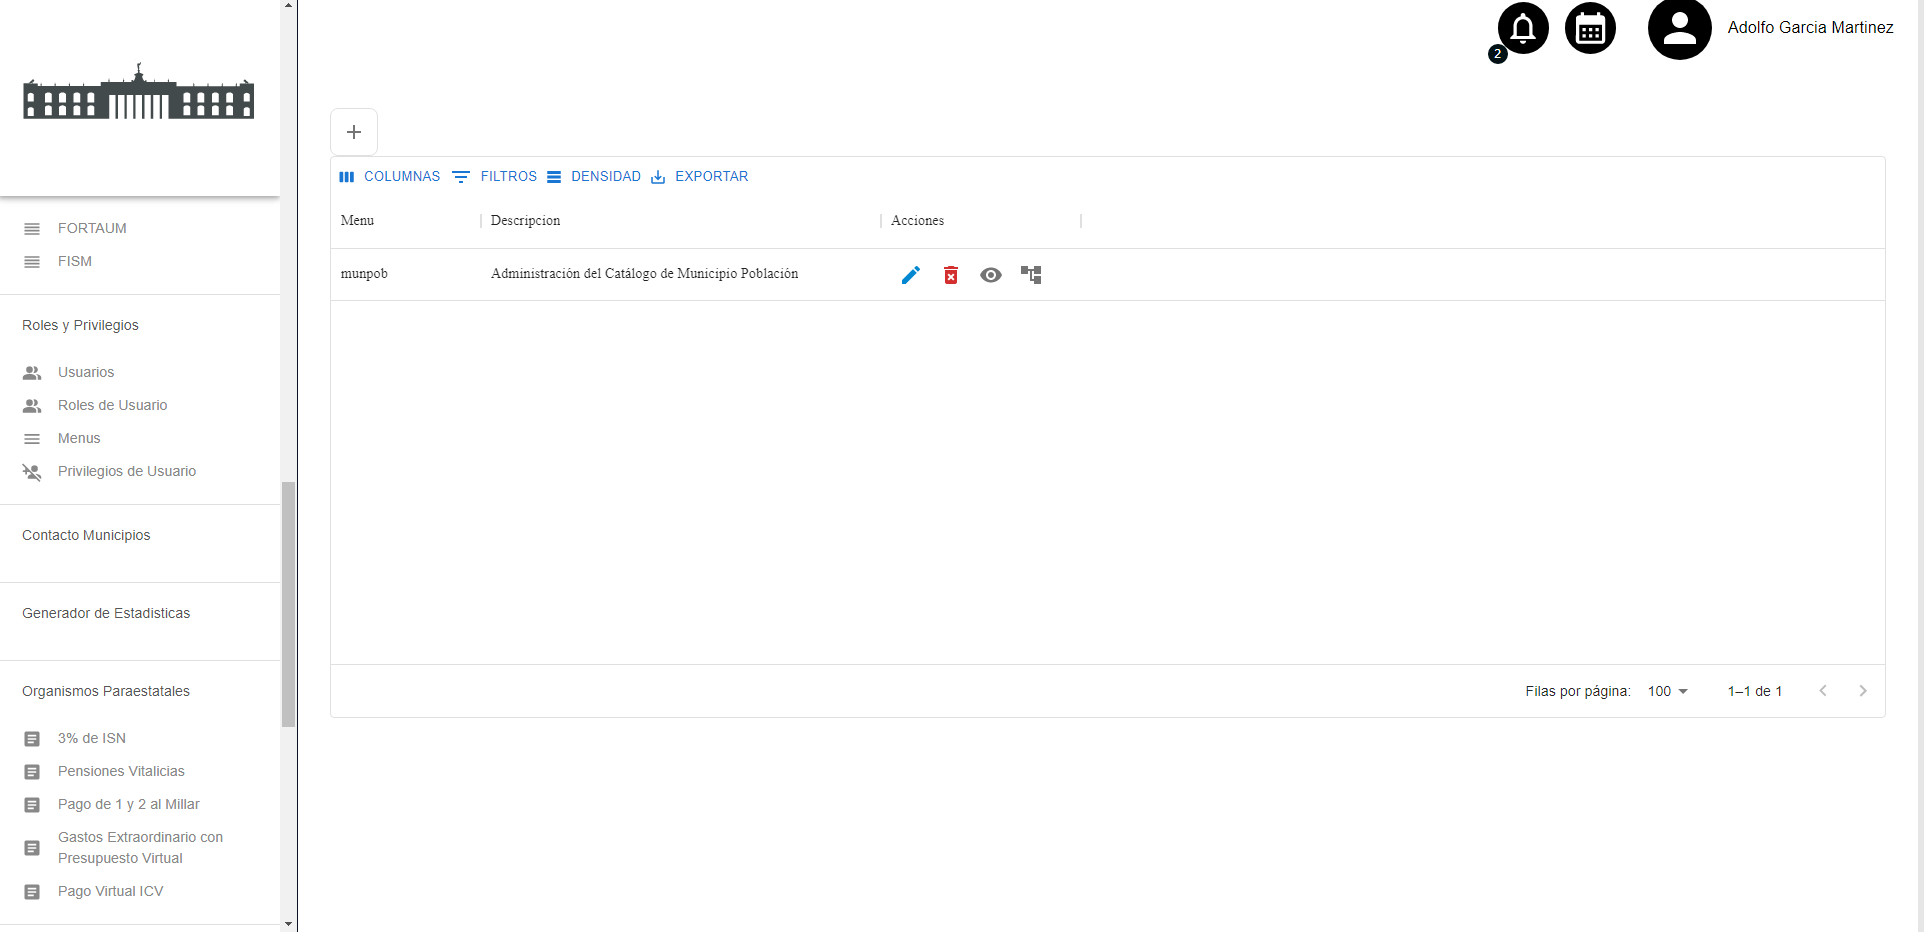 2
Adolfo Garcia Martinez
COLUMNAS FILTROS DENSIDAD EXPORTAR
Menu Descripcion Acciones
munpob Administración del Catálogo de Municipio Población
Filas por página: 100 1–1 de 1
FORTAUM
FISM
Roles y Privilegios
Usuarios
Roles de Usuario
Menus
Privilegios de Usuario
Contacto Municipios
Generador de Estadisticas
Organismos Paraestatales
3% de ISN
Pensiones Vitalicias
Pago de 1 y 2 al Millar
Gastos Extraordinario con
Presupuesto Virtual
Pago Virtual ICV